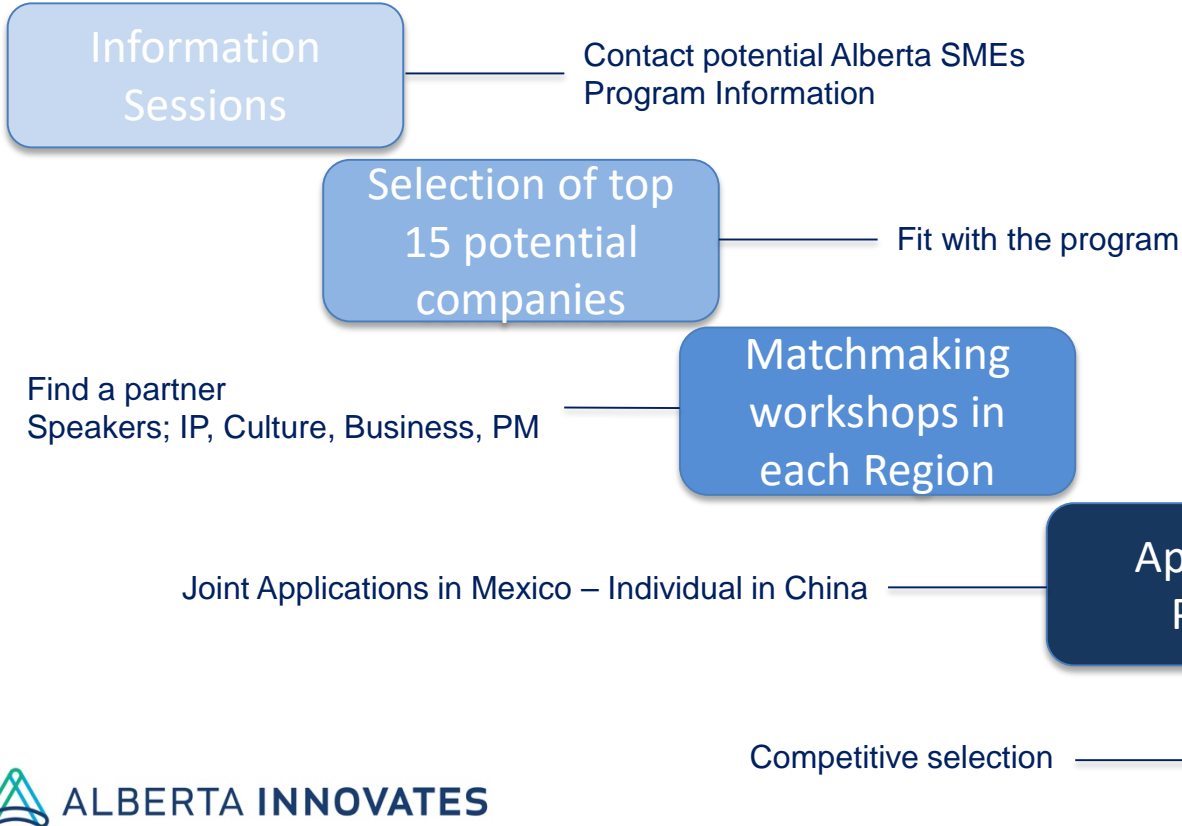 Information
Sessions
Contact potential Alberta SMEs
Program Information
Selection of top
15 potential
companies
Fit with the program
Matchmaking
workshops in
each Region
Find a partner
Speakers; IP, Culture, Business, PM
Joint Applications in Mexico – Individual in China
Competitive selection
ALBERTA INNOVATES